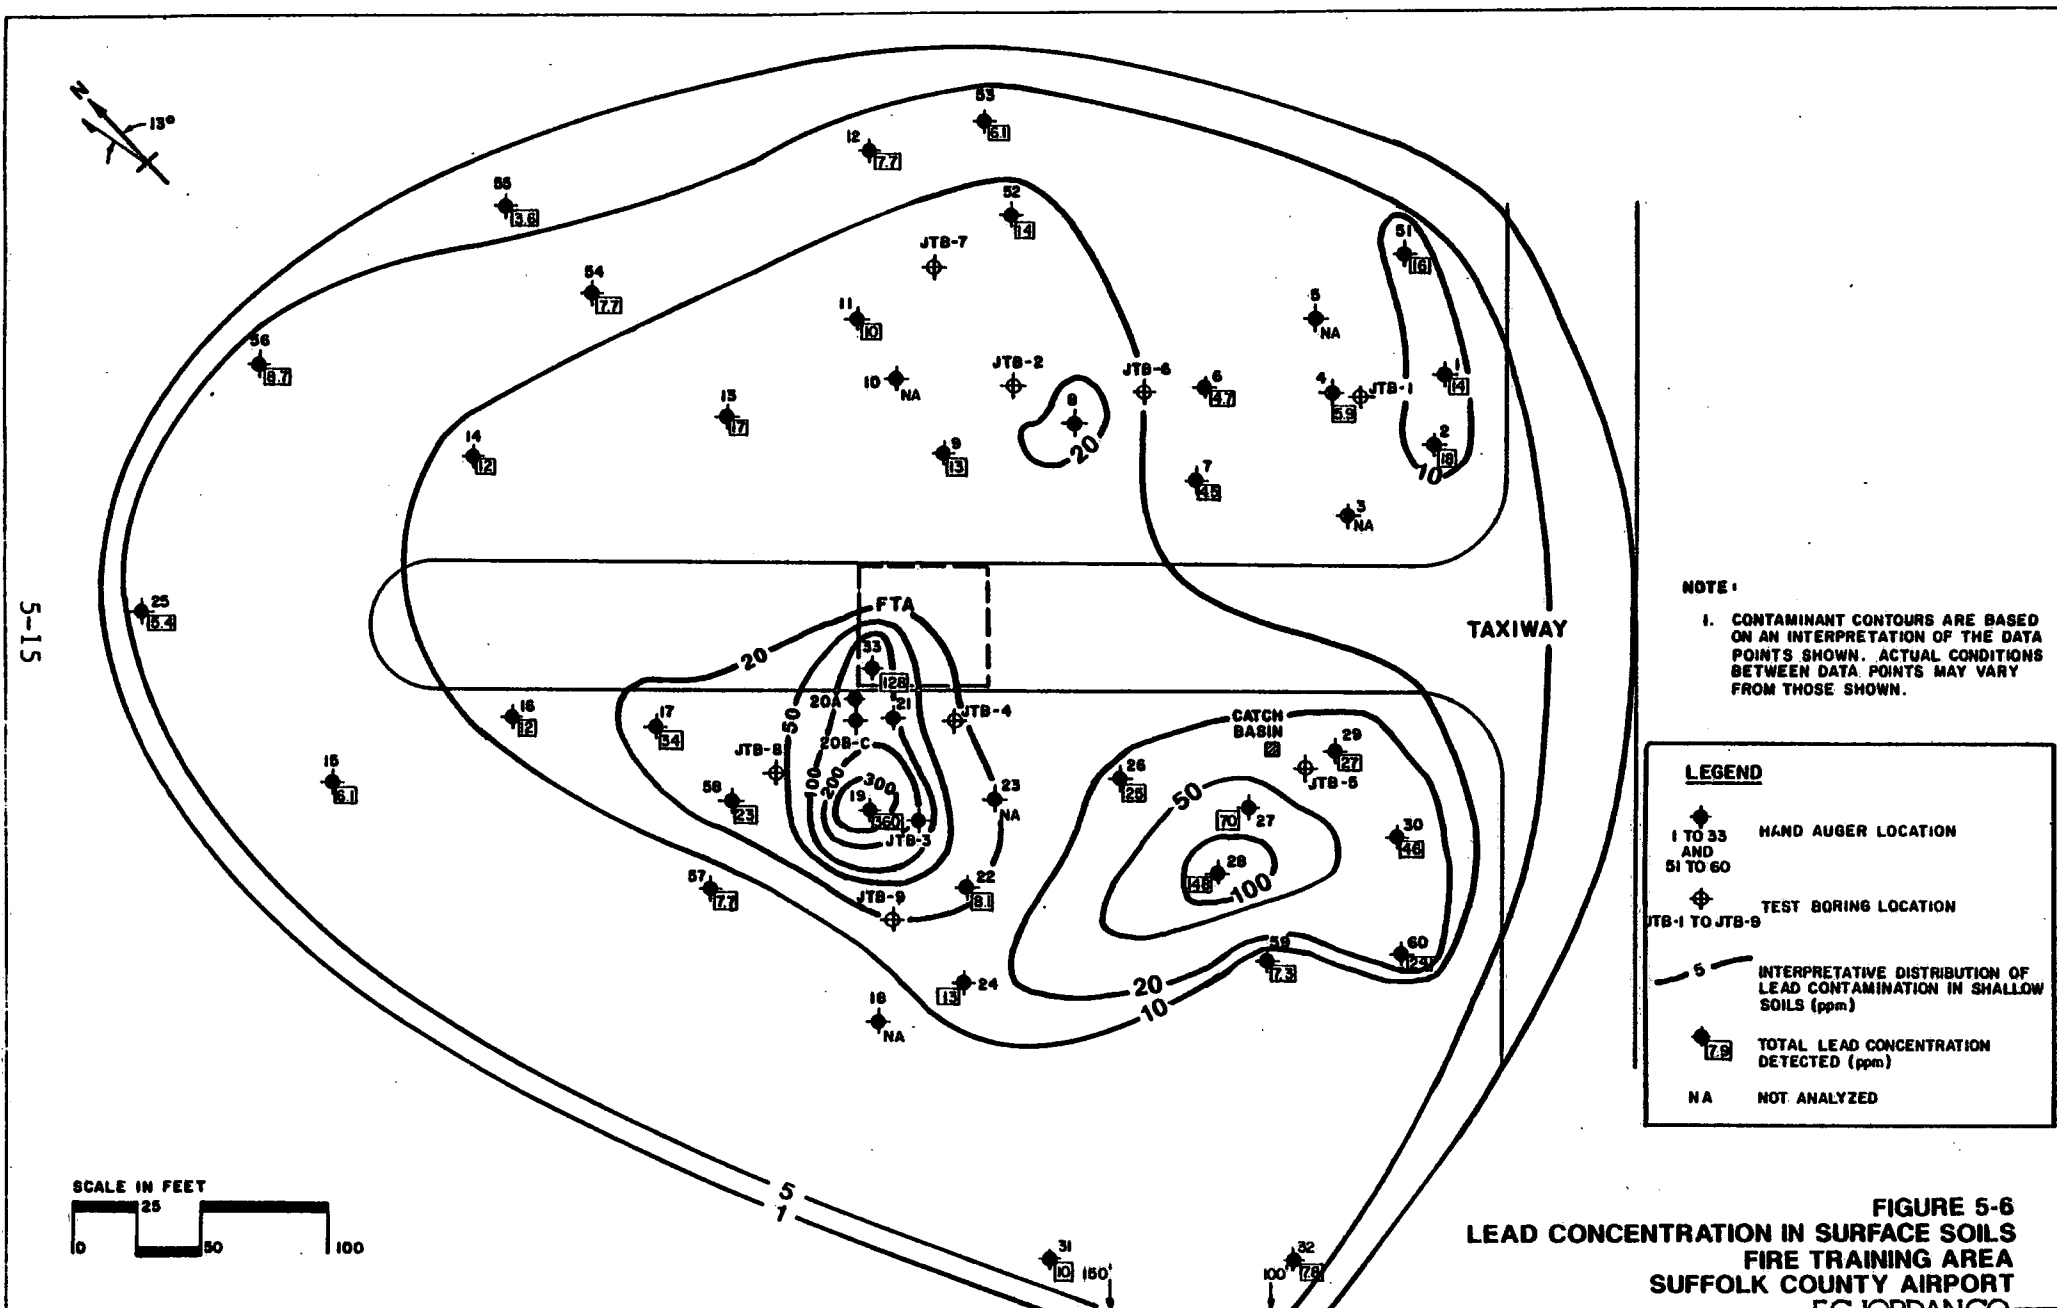 N
13°
53
6.1
12
7.7
55
3.6
52
14
JTB-7
51
16
54
7.7
11
10
5
NA
56
8.7
JTB-2
JTB-6
10
NA
6
4.7
4
5.9
JTB-1
1
14
13
17
8
20
14
12
9
13
2
18
10
7
4.5
3
NA
5-15
25
5.4
FTA
TAXIWAY
20
33
128
NOTE:
1. CONTAMINANT CONTOURS ARE BASED
ON AN INTERPRETATION OF THE DATA
POINTS SHOWN. ACTUAL CONDITIONS
BETWEEN DATA POINTS MAY VARY
FROM THOSE SHOWN.
16
12
17
34
50
20A
21
JTB-4
20B-C
JTB-8
CATCH
BASIN
29
27
JTB-5
15
6.1
58
23
100
200
300
19
360
JTB-3
23
NA
26
25
50
70
27
30
46
28
148
100
57
7.7
JTB-9
22
8.1
59
7.3
60
24
24
13
18
NA
20
10
LEGEND
1 TO 33
AND
51 TO 60
HAND AUGER LOCATION
JTB-1 TO JTB-9
TEST BORING LOCATION
5
INTERPRETATIVE DISTRIBUTION OF
LEAD CONTAMINATION IN SHALLOW
SOILS (ppm)
7.9
TOTAL LEAD CONCENTRATION
DETECTED (ppm)
NA NOT ANALYZED
5
1
31
10
150'
32
7.8
100'
SCALE IN FEET
25
0 50 100
FIGURE 5-6
LEAD CONCENTRATION IN SURFACE SOILS
FIRE TRAINING AREA
SUFFOLK COUNTY AIRPORT
E.C. JORDAN CO.